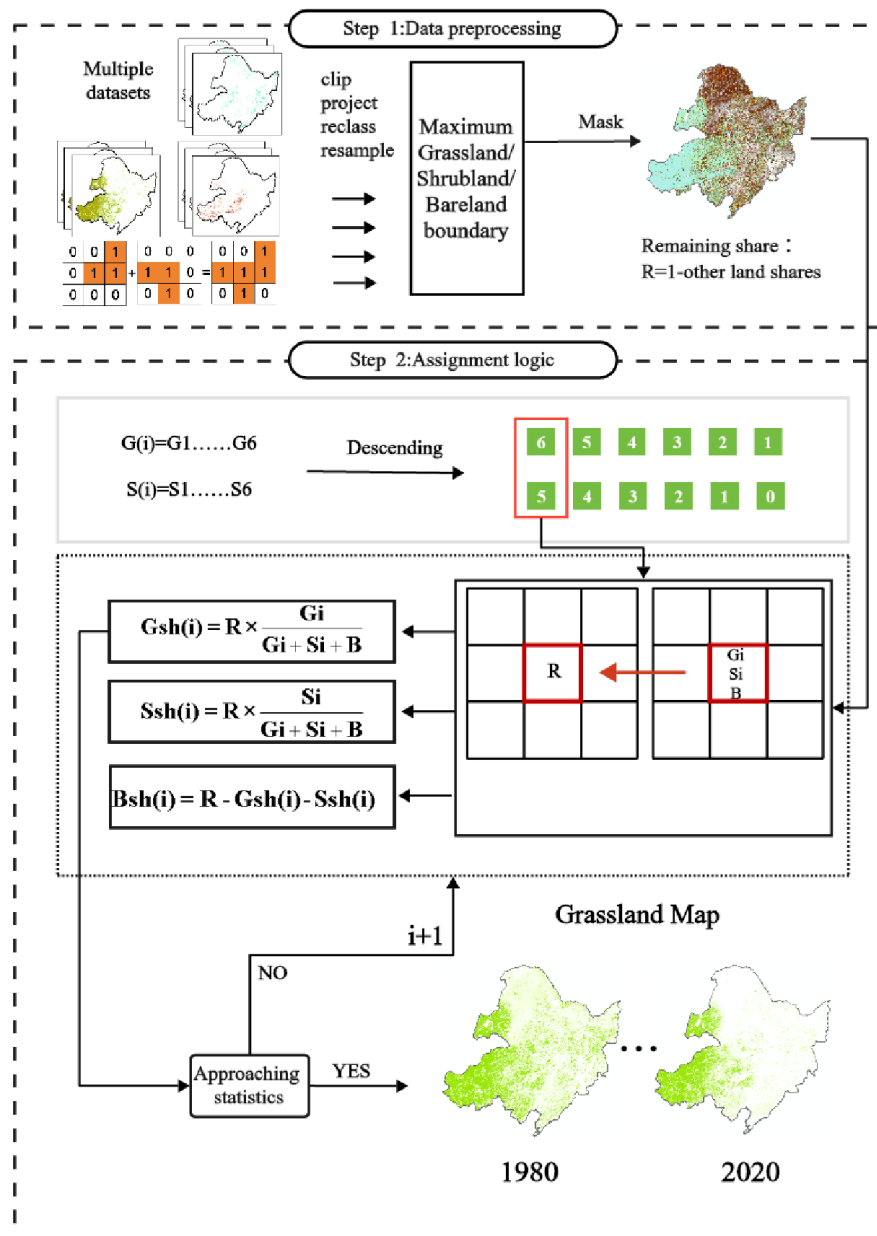 Step 1:Data preprocessing
Multiple
datasets
clip
project
reclass
resample
Maximum
Grassland/
Shrubland/
Bareland
boundary
Mask
Remaining share：
R=1-other land shares
0 0 1 0 0 0 0 0 1
0 1 1 + 1 1 0 = 1 1 1
0 0 0 0 1 0 0 1 0
Step 2:Assignment logic
G(i)=G1......G6
S(i)=S1......S6
Descending
6 5 4 3 2 1
5 4 3 2 1 0
Gsh(i) = R × Gi / Gi + Si + B
Ssh(i) = R × Si / Gi + Si + B
Bsh(i) = R - Gsh(i) - Ssh(i)
R
Gi
Si
B
i+1
NO
Approaching
statistics
YES
Grassland Map
...
1980
2020